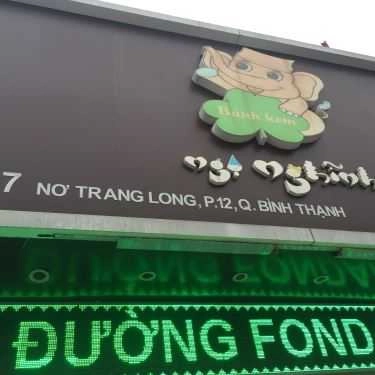 Bánh kem
7 NƠ TRANG LONG, P.12, Q. BÌNH THẠNH
ĐƯỜNG FOND